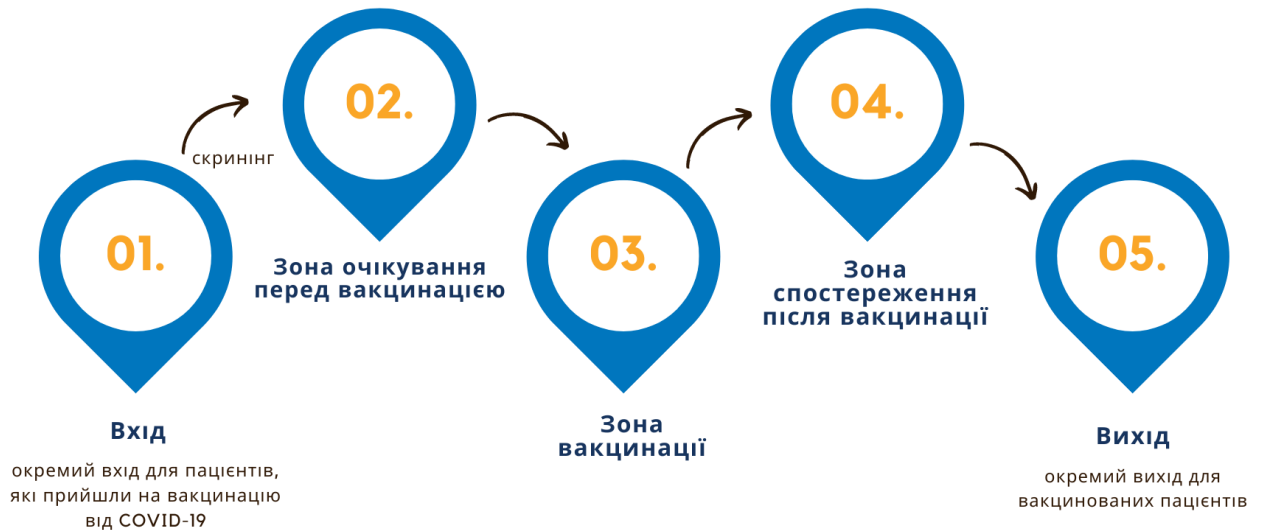 01.
Вхід
окремий вхід для пацієнтів,
які прийшли на вакцинацію
від COVID-19
скринінг
02.
Зона очікування
перед вакцинацією
03.
Зона
вакцинації
04.
Зона
спостереження
після вакцинації
05.
Вихід
окремий вихід для
вакцинованих пацієнтів